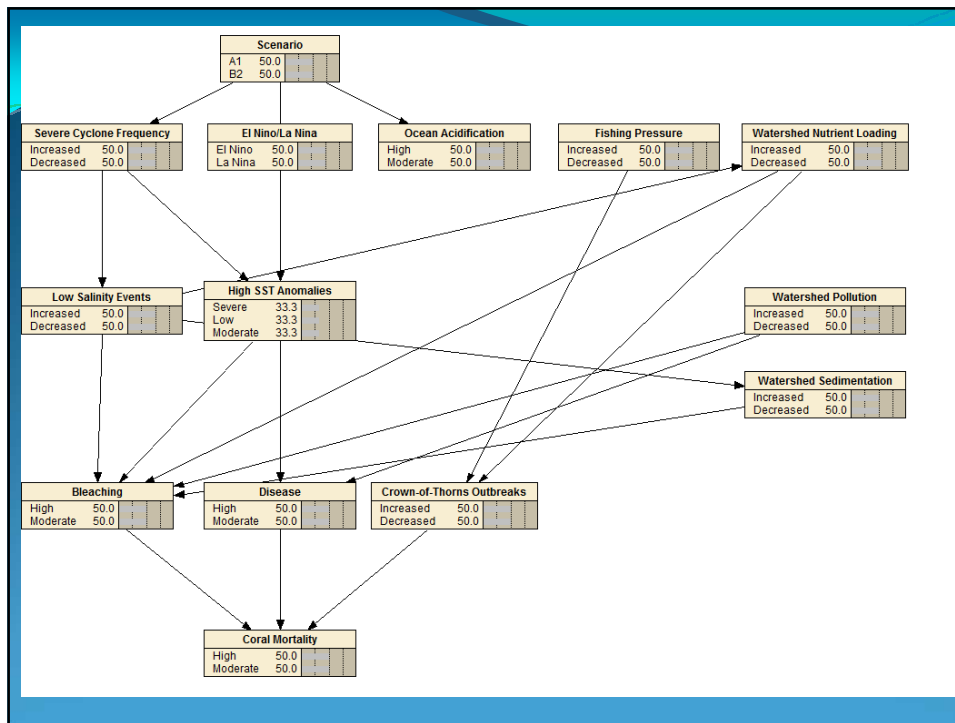 Scenario
A1 50.0
B2 50.0
Severe Cyclone Frequency
Increased 50.0
Decreased 50.0
El Nino/La Nina
El Nino 50.0
La Nina 50.0
Ocean Acidification
High 50.0
Moderate 50.0
Fishing Pressure
Increased 50.0
Decreased 50.0
Watershed Nutrient Loading
Increased 50.0
Decreased 50.0
Low Salinity Events
Increased 50.0
Decreased 50.0
High SST Anomalies
Severe 33.3
Low 33.3
Moderate 33.3
Watershed Pollution
Increased 50.0
Decreased 50.0
Watershed Sedimentation
Increased 50.0
Decreased 50.0
Bleaching
High 50.0
Moderate 50.0
Disease
High 50.0
Moderate 50.0
Crown-of-Thorns Outbreaks
Increased 50.0
Decreased 50.0
Coral Mortality
High 50.0
Moderate 50.0